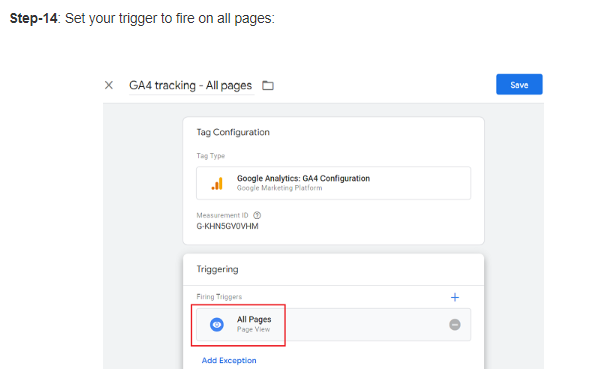 Step-14: Set your trigger to fire on all pages:
GA4 tracking - All pages
Save
Tag Configuration
Tag Type
Google Analytics: GA4 Configuration
Google Marketing Platform
Measurement ID
G-KHN5GV0VHM
Triggering
Firing Triggers
All Pages
Page View
Add Exception